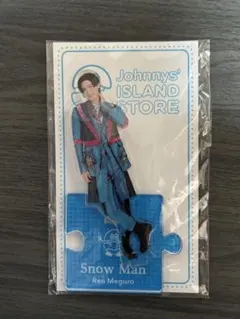 Johnnys'
ISLAND
STORE
Snow Man
Ren Meguro